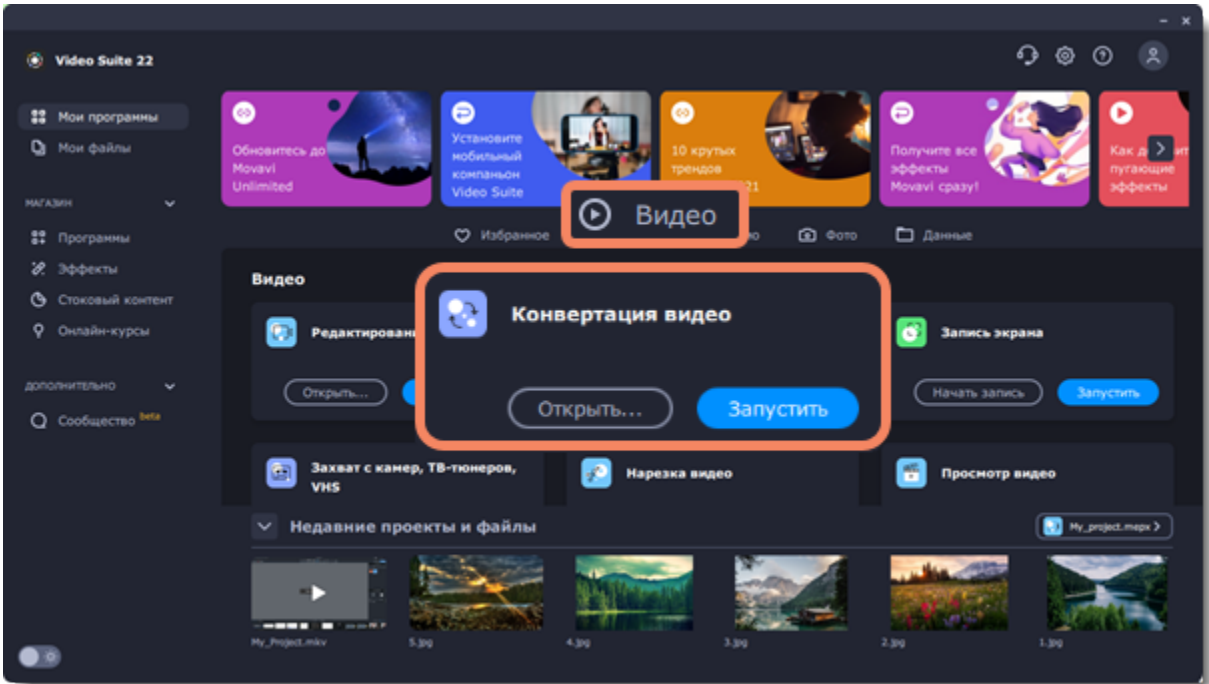 Video Suite 22
Мои программы
Мои файлы
МАГАЗИН
Программы
Эффекты
Стоковый контент
Онлайн-курсы
ДОПОЛНИТЕЛЬНО
Сообщество beta
Обновитесь до
Movavi
Unlimited
Установите
мобильный
компаньон
Video Suite
10 крутых
трендов
21
Получите все
эффекты
Movavi сразу!
Как
пугающие
эффекты
Избранное
Видео
Фото
Данные
Видео
Редактировани
Открыть...
Конвертация видео
Открыть...
Запустить
Запись экрана
Начать запись
Запустить
Захват с камер, ТВ-тюнеров,
VHS
Нарезка видео
Просмотр видео
Недавние проекты и файлы
My_project.mepx
My_Project.mkv
5.jpg
4.jpg
3.jpg
2.jpg
1.jpg